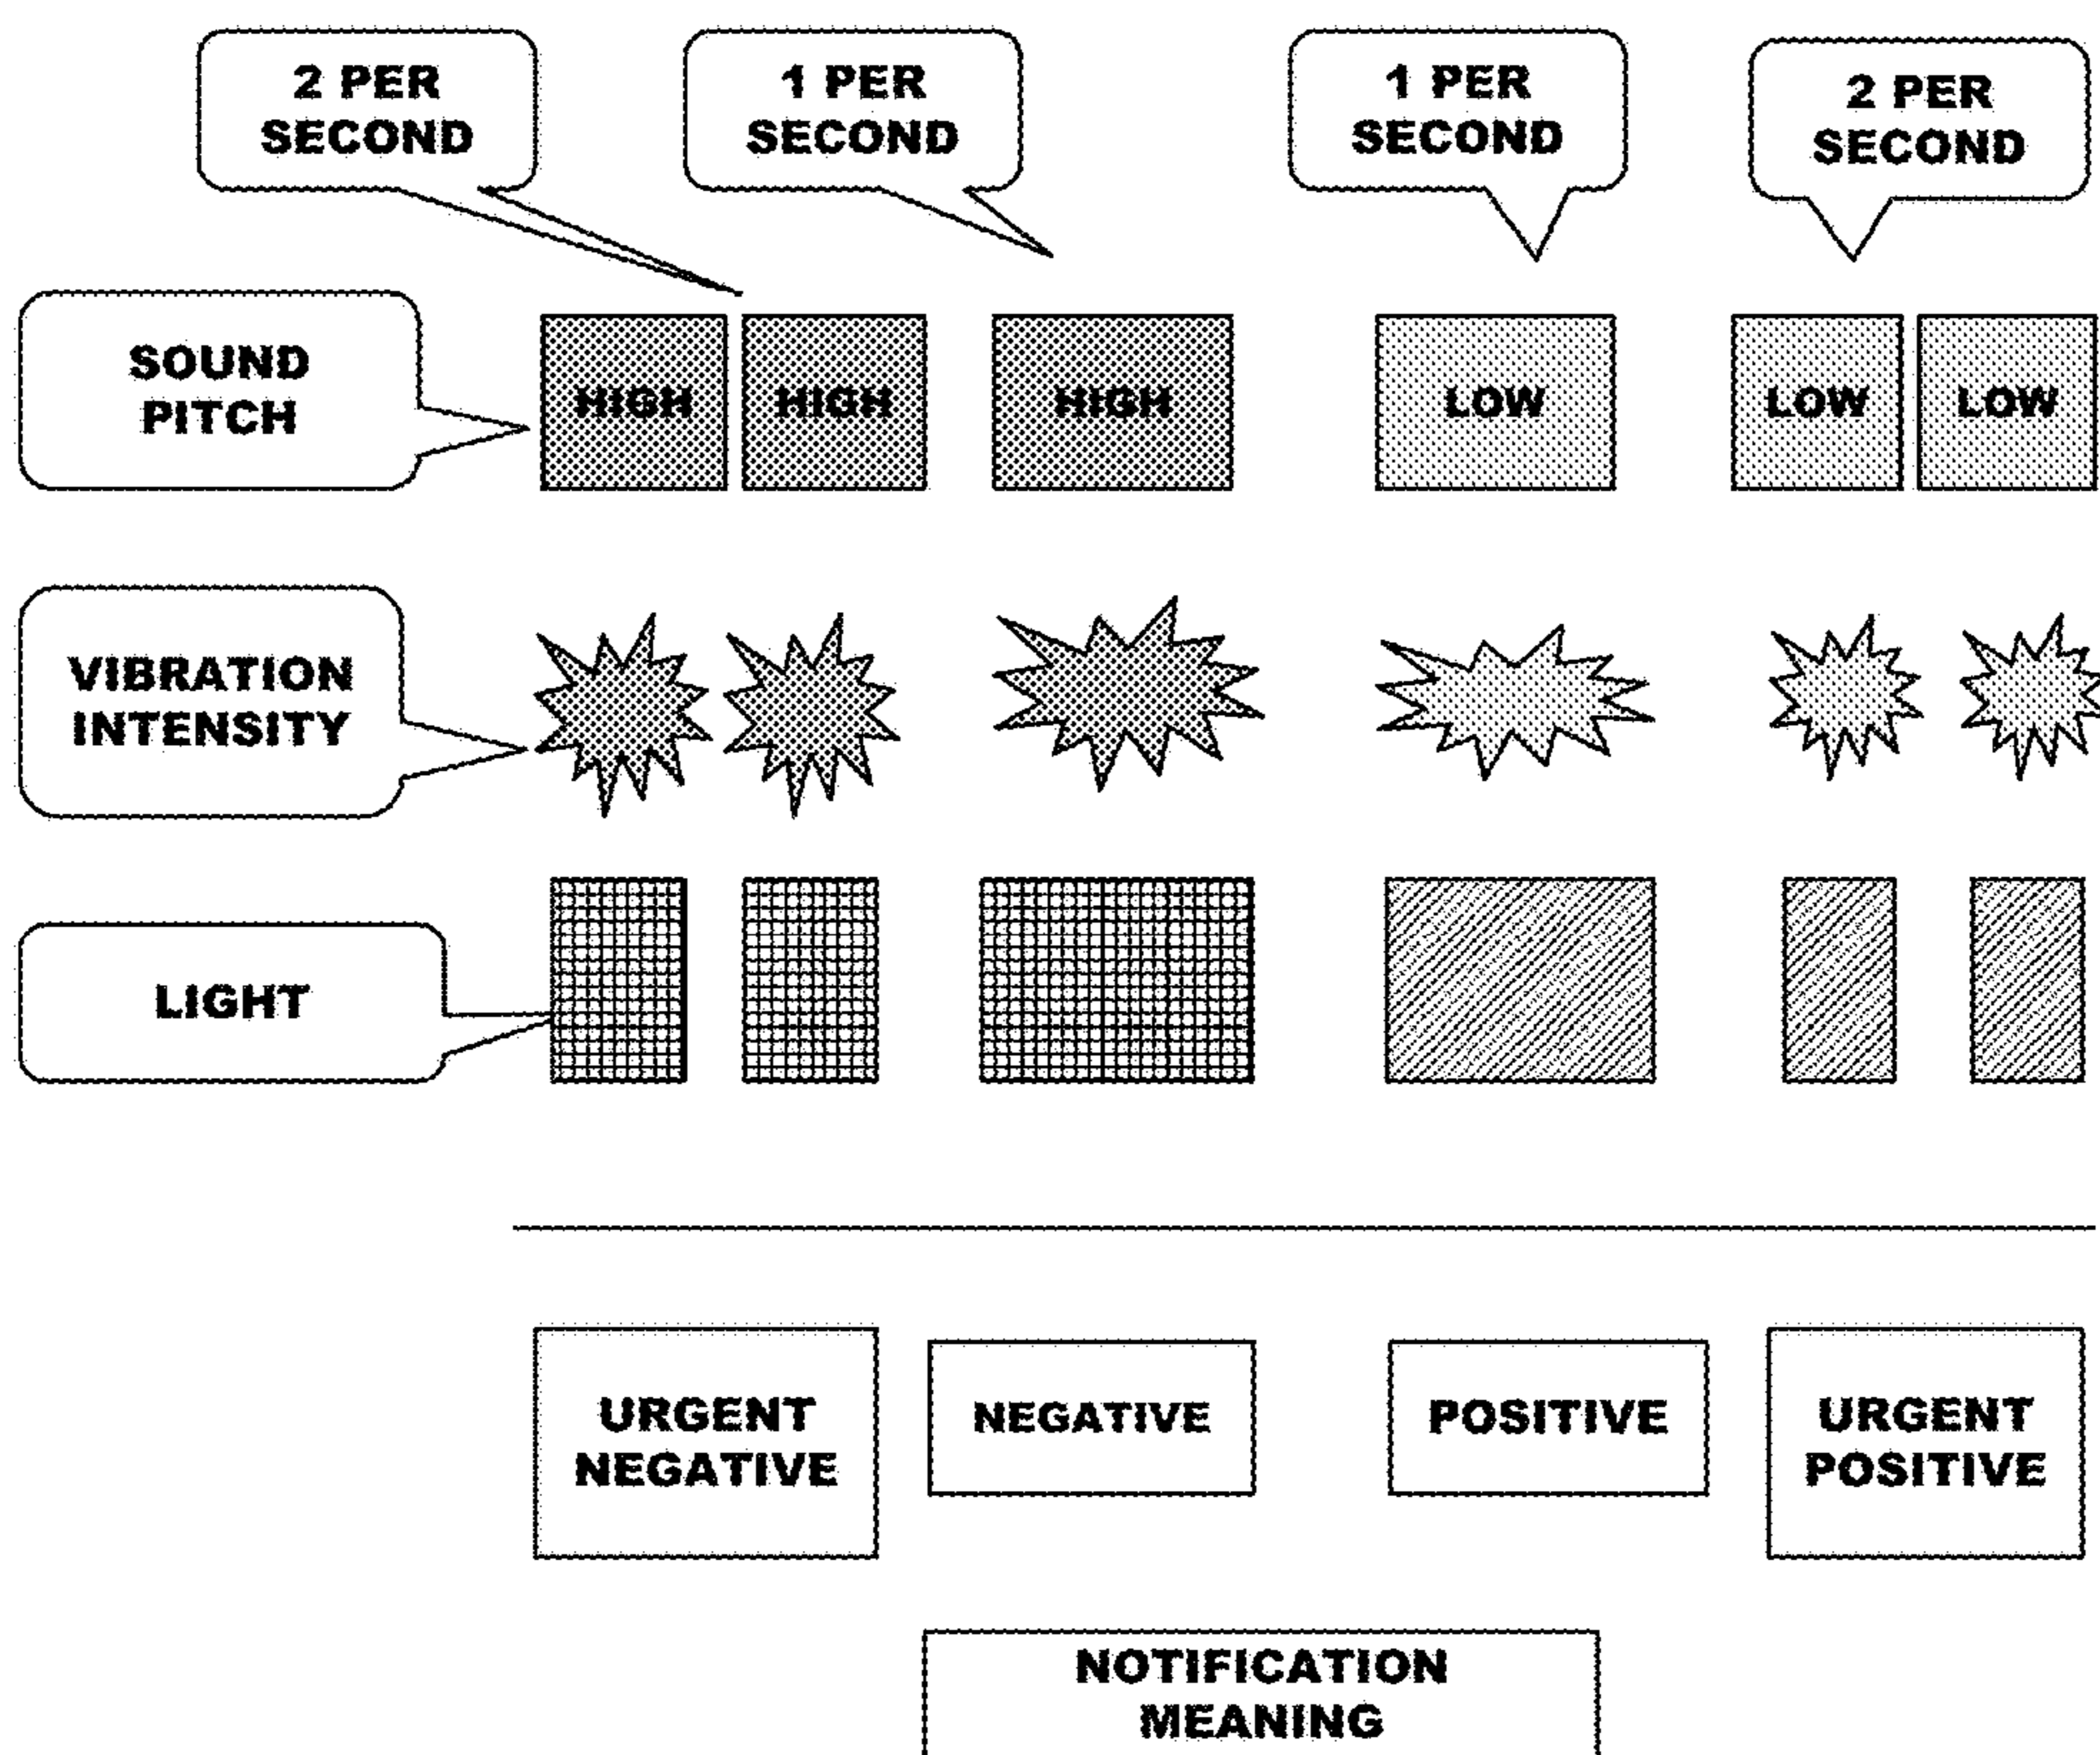 2 PER
SECOND
1 PER
SECOND
1 PER
SECOND
2 PER
SECOND
SOUND
PITCH
HIGH
HIGH
HIGH
LOW
LOW
LOW
VIBRATION
INTENSITY
LIGHT
URGENT
NEGATIVE
NEGATIVE
POSITIVE
URGENT
POSITIVE
NOTIFICATION
MEANING